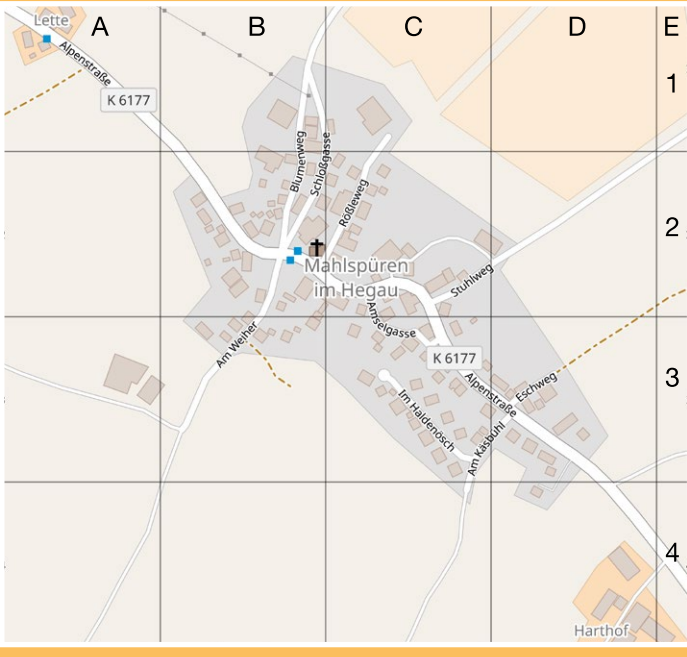 A
B
C
D
E
1
2
3
4
Lette
Alpenstraße
K 6177
Blumenweg
Schloßgasse
Rößleweg
Mahlspüren
im Hegau
Stuhlweg
Amselgasse
Am Weiher
K 6177
Alpenstraße
Eschweg
Im Haldenösch
Am Käsbühl
Harthof